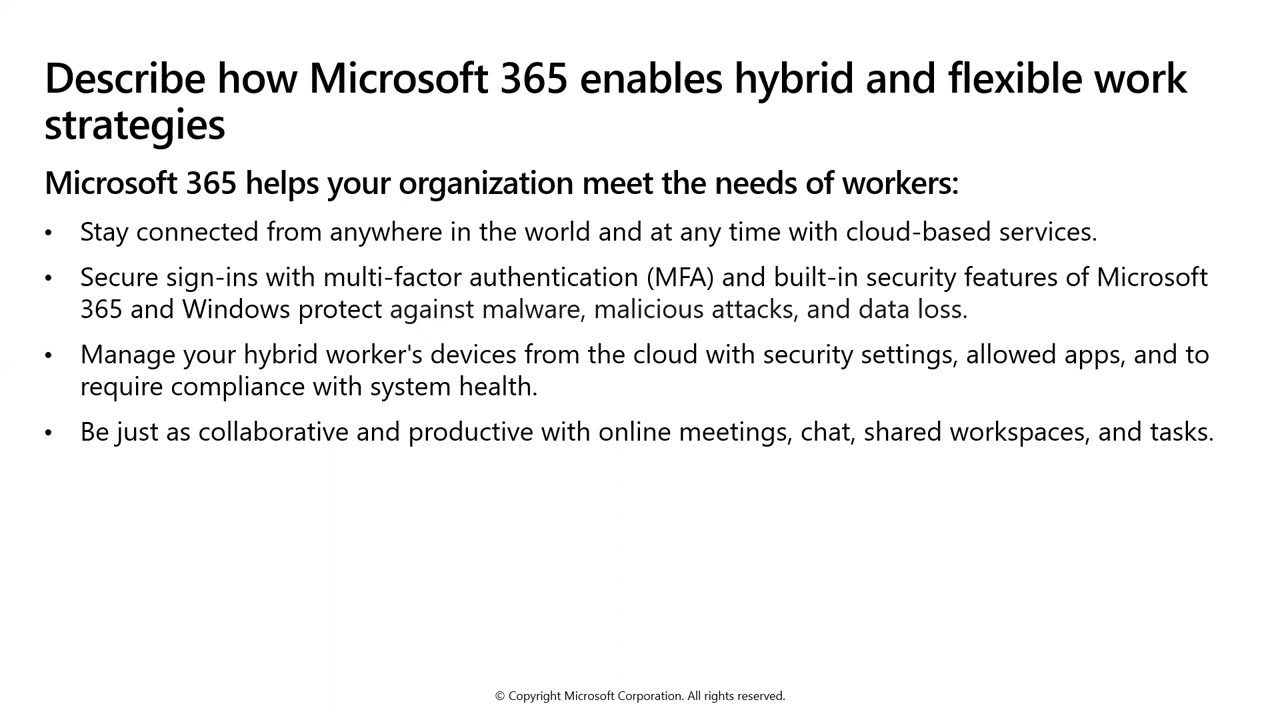 Describe how Microsoft 365 enables hybrid and flexible work
strategies
Microsoft 365 helps your organization meet the needs of workers:
• Stay connected from anywhere in the world and at any time with cloud-based services.
• Secure sign-ins with multi-factor authentication (MFA) and built-in security features of Microsoft
365 and Windows protect against malware, malicious attacks, and data loss.
• Manage your hybrid worker's devices from the cloud with security settings, allowed apps, and to
require compliance with system health.
• Be just as collaborative and productive with online meetings, chat, shared workspaces, and tasks.
© Copyright Microsoft Corporation. All rights reserved.